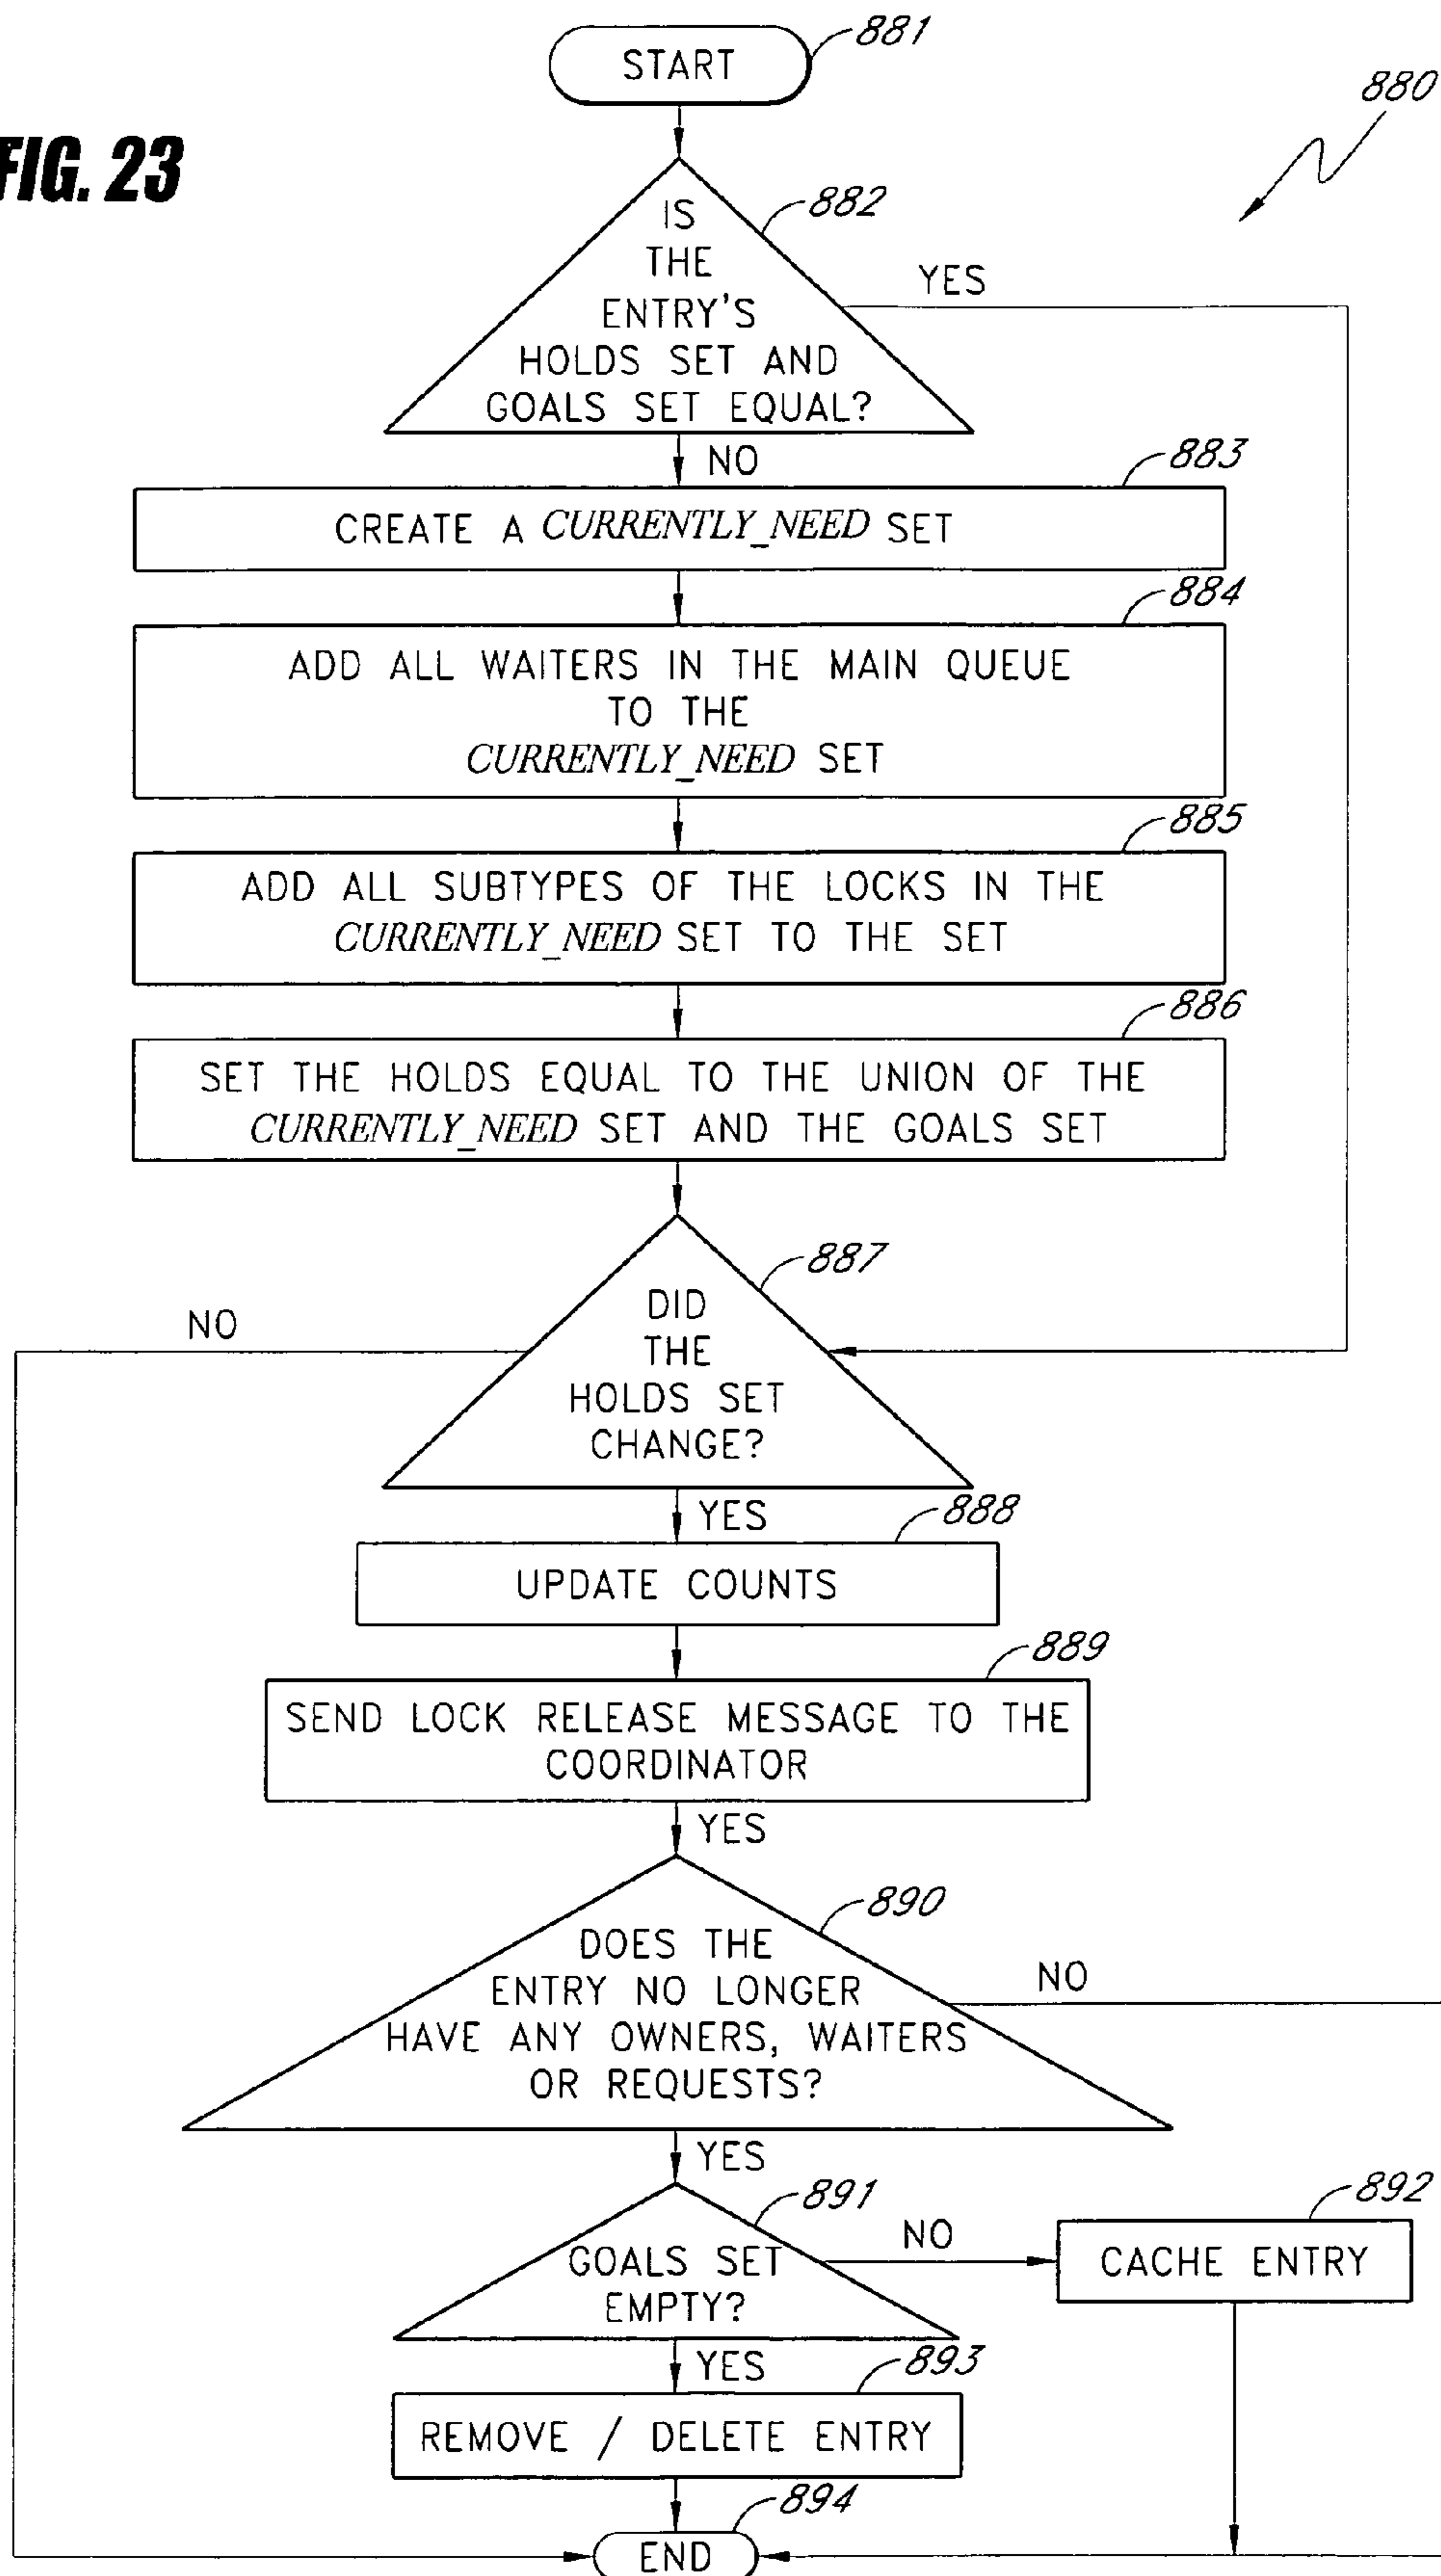 FIG. 23
START
881
880
IS
THE
ENTRY'S
HOLDS SET AND
GOALS SET EQUAL?
882
YES
NO
883
CREATE A CURRENTLY_NEED SET
884
ADD ALL WAITERS IN THE MAIN QUEUE
TO THE
CURRENTLY_NEED SET
885
ADD ALL SUBTYPES OF THE LOCKS IN THE
CURRENTLY_NEED SET TO THE SET
886
SET THE HOLDS EQUAL TO THE UNION OF THE
CURRENTLY_NEED SET AND THE GOALS SET
887
DID
THE
HOLDS SET
CHANGE?
NO
YES
888
UPDATE COUNTS
889
SEND LOCK RELEASE MESSAGE TO THE
COORDINATOR
YES
890
DOES THE
ENTRY NO LONGER
HAVE ANY OWNERS, WAITERS
OR REQUESTS?
NO
YES
891
GOALS SET
EMPTY?
NO
892
CACHE ENTRY
YES
893
REMOVE / DELETE ENTRY
894
END